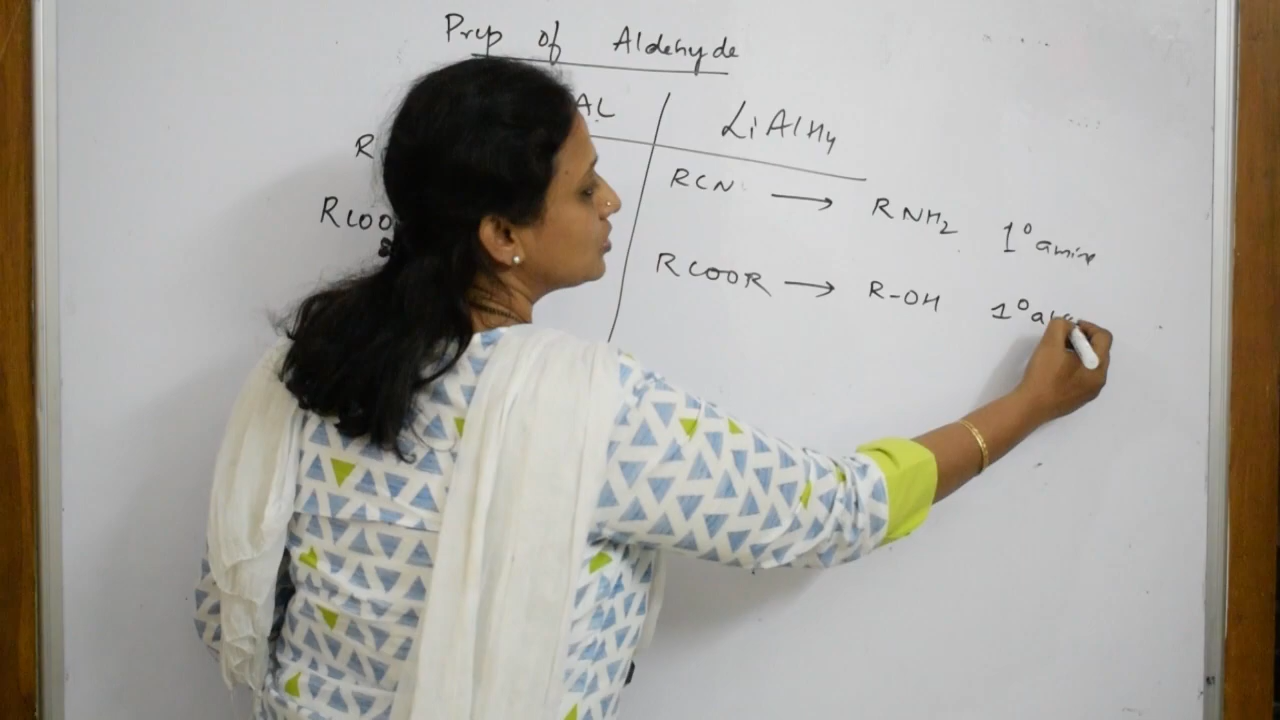 Prep of Aldehyde
AL LiAlH4
R RCN → RNH2 1° amine
RCOO RCOOR → R-OH 1° alc